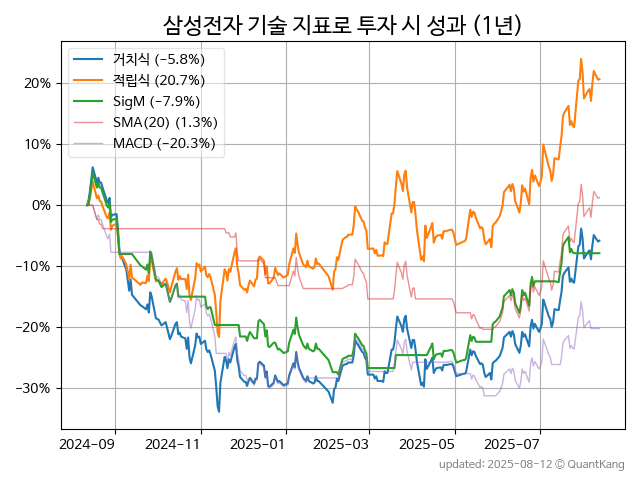 삼성전자 기술 지표로 투자 시 성과 (1년)
거치식 (−5.8%)
적립식 (20.7%)
SigM (−7.9%)
SMA(20) (1.3%)
MACD (−20.3%)
20%
10%
0%
−10%
−20%
−30%
2024-09 2024-11 2025-01 2025-03 2025-05 2025-07
updated: 2025-08-12 © QuantKang